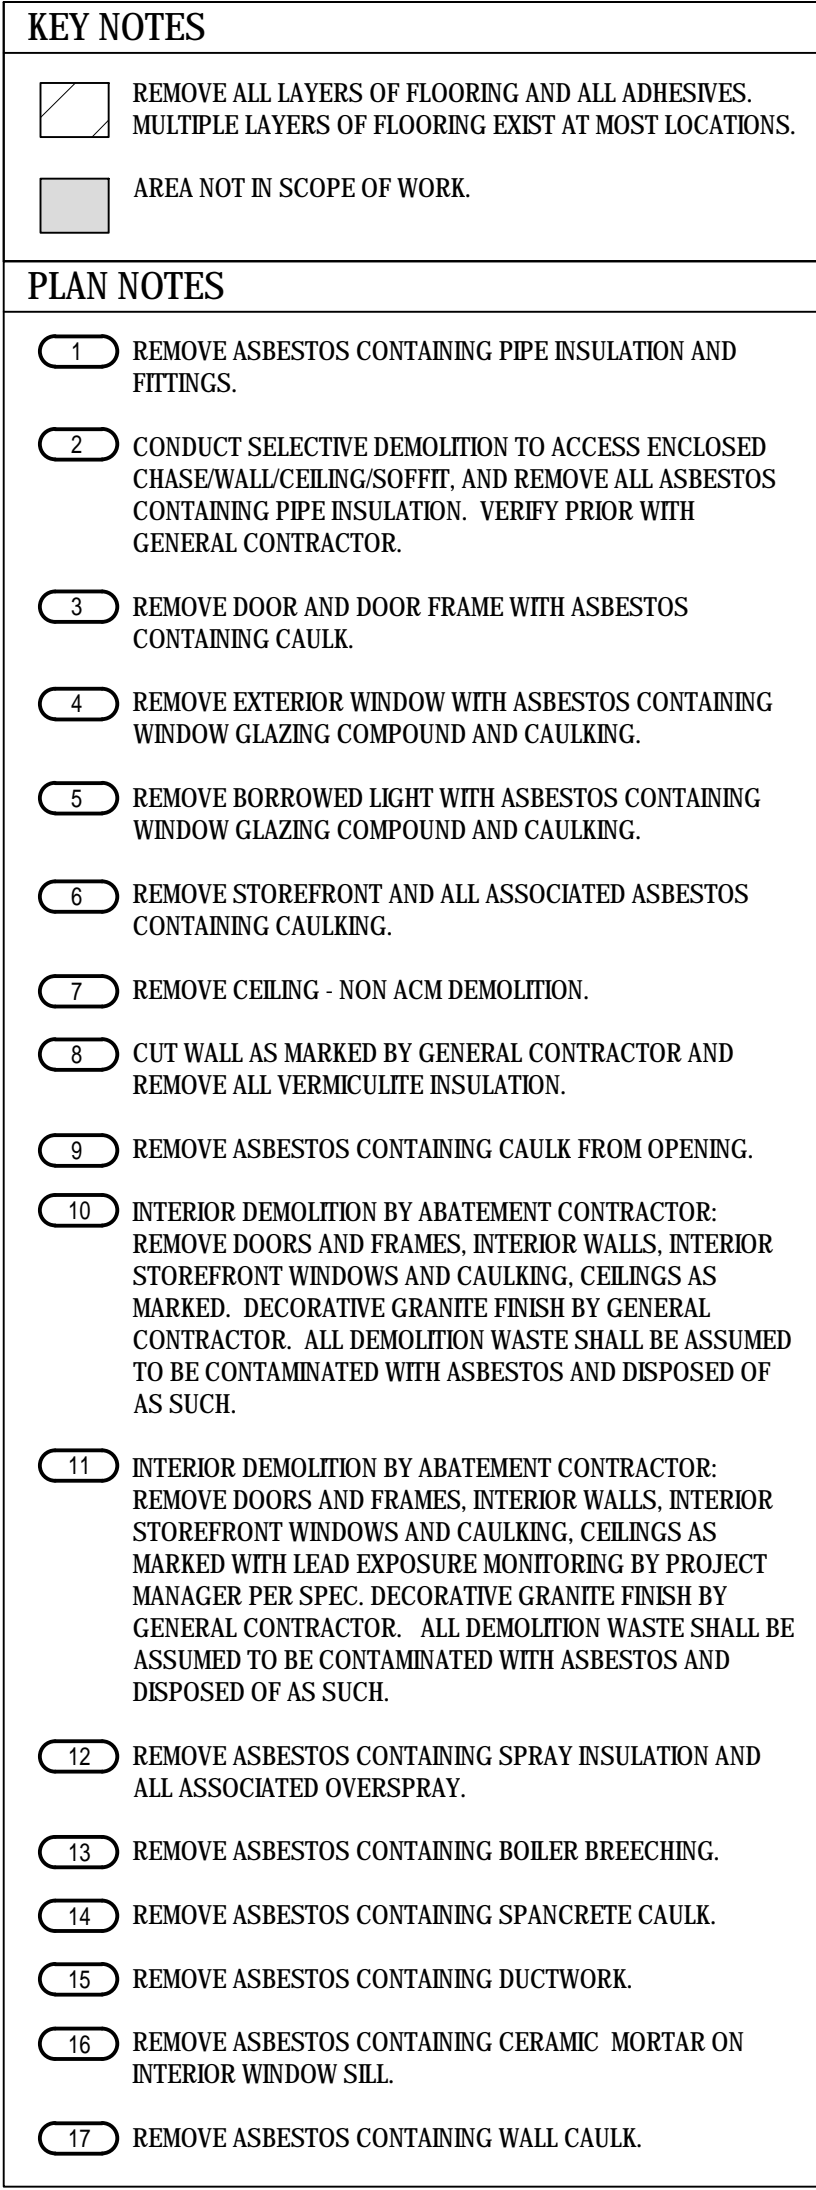 KEY NOTES
REMOVE ALL LAYERS OF FLOORING AND ALL ADHESIVES.
MULTIPLE LAYERS OF FLOORING EXIST AT MOST LOCATIONS.
AREA NOT IN SCOPE OF WORK.
PLAN NOTES
1 REMOVE ASBESTOS CONTAINING PIPE INSULATION AND
FITTINGS.
2 CONDUCT SELECTIVE DEMOLITION TO ACCESS ENCLOSED
CHASE/WALL/CEILING/SOFFIT, AND REMOVE ALL ASBESTOS
CONTAINING PIPE INSULATION.  VERIFY PRIOR WITH
GENERAL CONTRACTOR.
3 REMOVE DOOR AND DOOR FRAME WITH ASBESTOS
CONTAINING CAULK.
4 REMOVE EXTERIOR WINDOW WITH ASBESTOS CONTAINING
WINDOW GLAZING COMPOUND AND CAULKING.
5 REMOVE BORROWED LIGHT WITH ASBESTOS CONTAINING
WINDOW GLAZING COMPOUND AND CAULKING.
6 REMOVE STOREFRONT AND ALL ASSOCIATED ASBESTOS
CONTAINING CAULKING.
7 REMOVE CEILING - NON ACM DEMOLITION.
8 CUT WALL AS MARKED BY GENERAL CONTRACTOR AND
REMOVE ALL VERMICULITE INSULATION.
9 REMOVE ASBESTOS CONTAINING CAULK FROM OPENING.
10 INTERIOR DEMOLITION BY ABATEMENT CONTRACTOR:
REMOVE DOORS AND FRAMES, INTERIOR WALLS, INTERIOR
STOREFRONT WINDOWS AND CAULKING, CEILINGS AS
MARKED.  DECORATIVE GRANITE FINISH BY GENERAL
CONTRACTOR.  ALL DEMOLITION WASTE SHALL BE ASSUMED
TO BE CONTAMINATED WITH ASBESTOS AND DISPOSED OF
AS SUCH.
11 INTERIOR DEMOLITION BY ABATEMENT CONTRACTOR:
REMOVE DOORS AND FRAMES, INTERIOR WALLS, INTERIOR
STOREFRONT WINDOWS AND CAULKING, CEILINGS AS
MARKED WITH LEAD EXPOSURE MONITORING BY PROJECT
MANAGER PER SPEC. DECORATIVE GRANITE FINISH BY
GENERAL CONTRACTOR.   ALL DEMOLITION WASTE SHALL BE
ASSUMED TO BE CONTAMINATED WITH ASBESTOS AND
DISPOSED OF AS SUCH.
12 REMOVE ASBESTOS CONTAINING SPRAY INSULATION AND
ALL ASSOCIATED OVERSPRAY.
13 REMOVE ASBESTOS CONTAINING BOILER BREECHING.
14 REMOVE ASBESTOS CONTAINING SPANCRETE CAULK.
15 REMOVE ASBESTOS CONTAINING DUCTWORK.
16 REMOVE ASBESTOS CONTAINING CERAMIC  MORTAR ON
INTERIOR WINDOW SILL.
17 REMOVE ASBESTOS CONTAINING WALL CAULK.